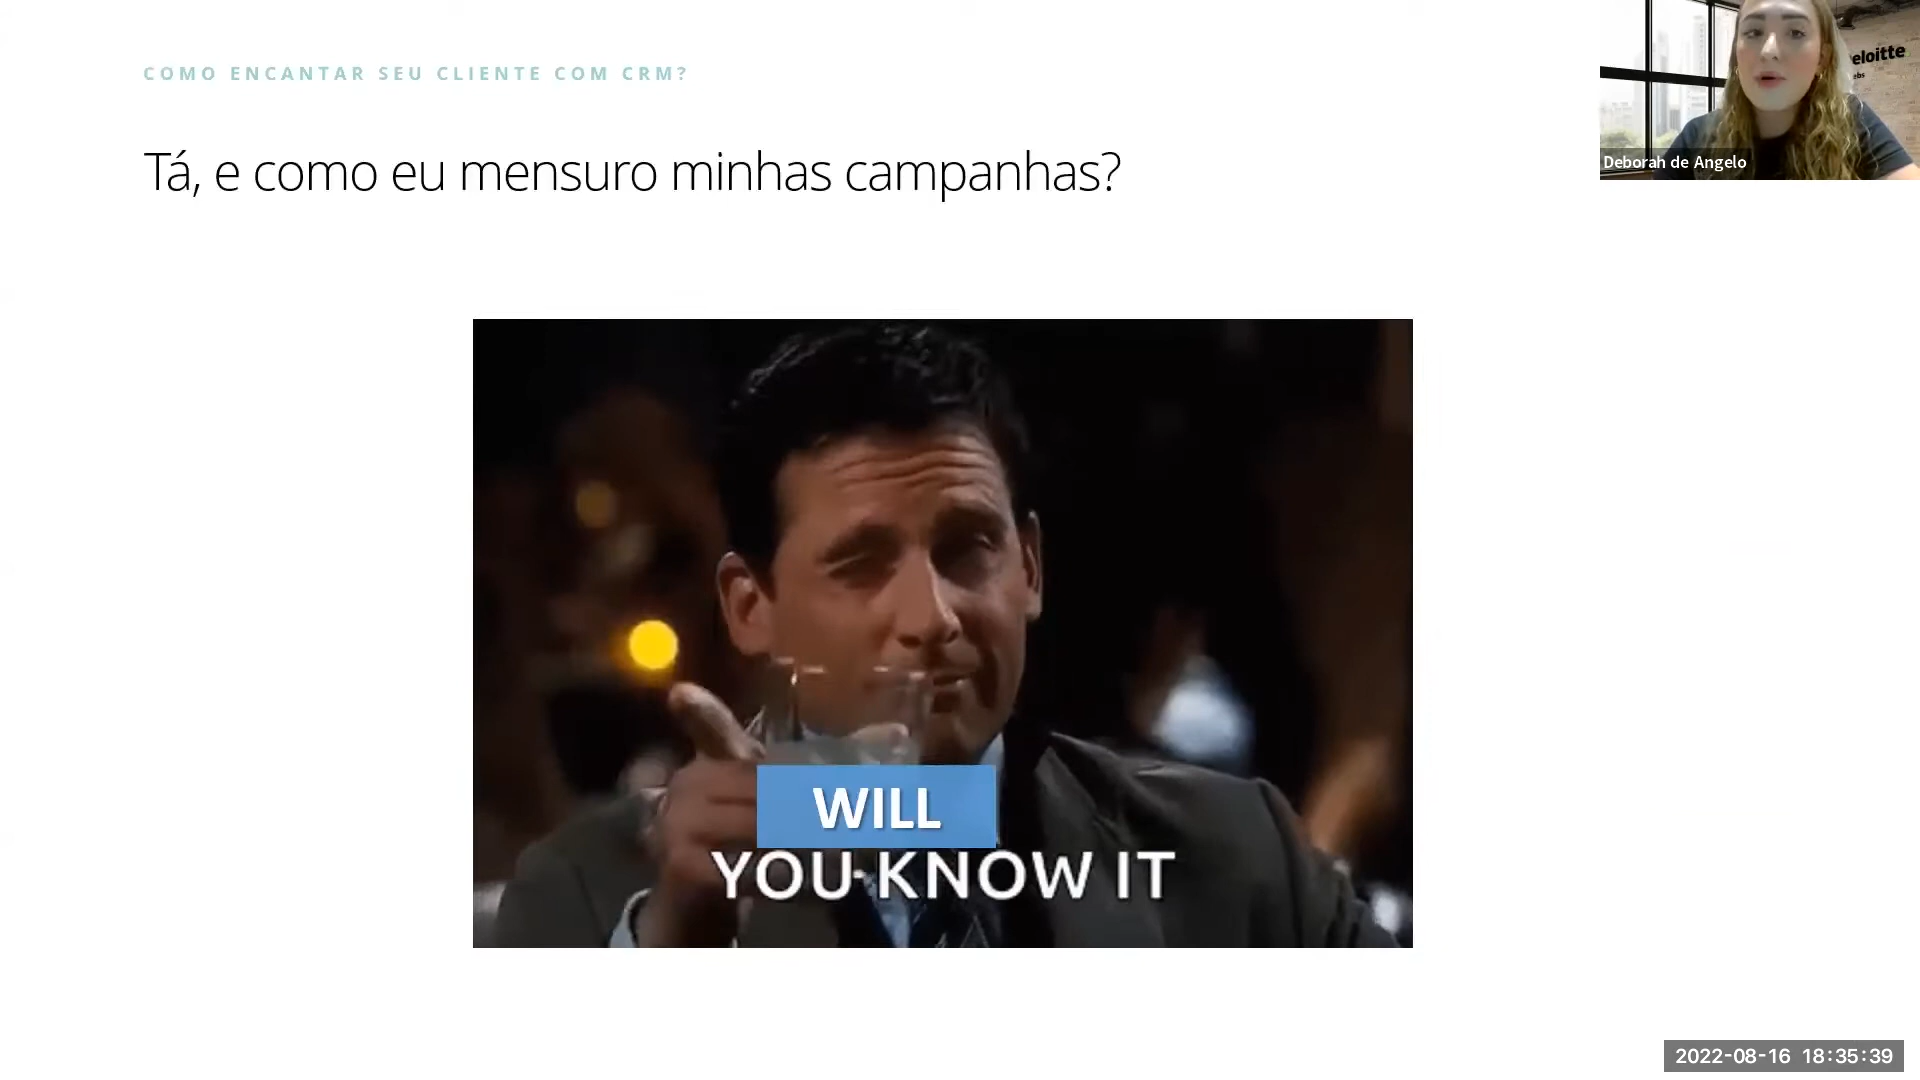 COMO ENCANTAR SEU CLIENTE COM CRM?
Tá, e como eu mensuro minhas campanhas?
eloitte
Deborah de Angelo
WILL
YOU KNOW IT
2022-08-16 18:35:39